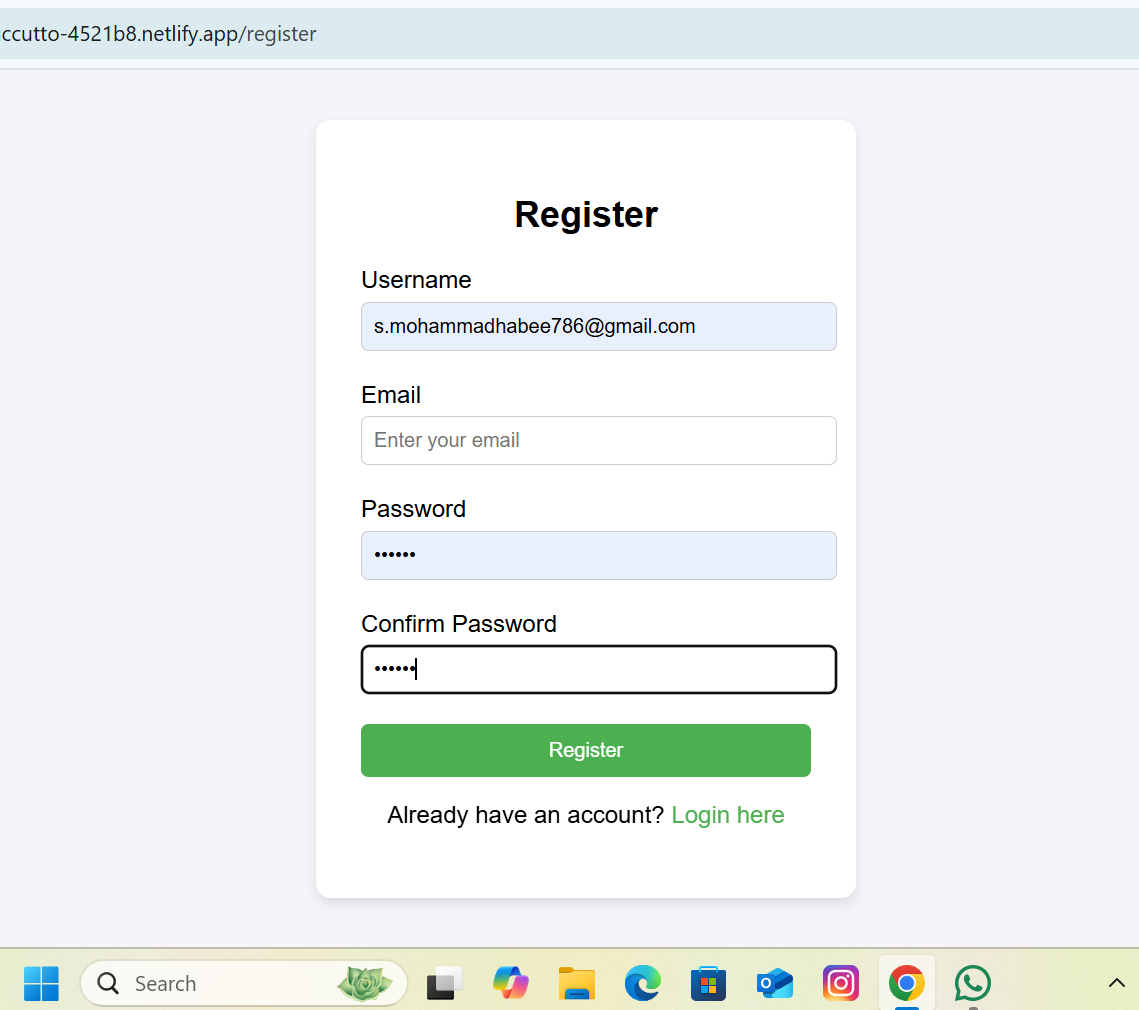 ccutto-4521b8.netlify.app/register
Register
Username
s.mohammadhabee786@gmail.com
Email
Enter your email
Password
••••••
Confirm Password
••••••
Register
Already have an account? Login here
Search